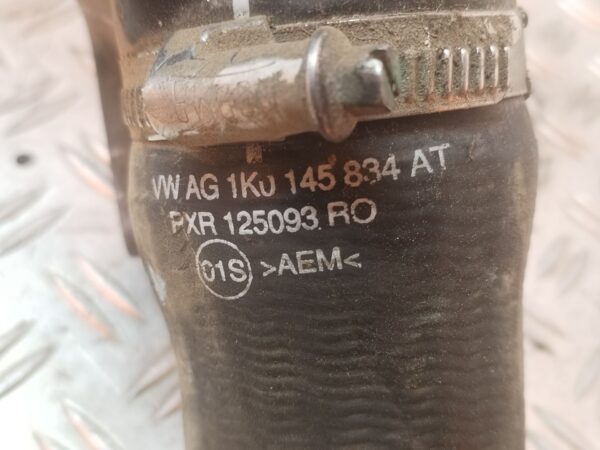 VW AG 1K0 145 834 AT
PXR 125093 RO
01S >AEM<